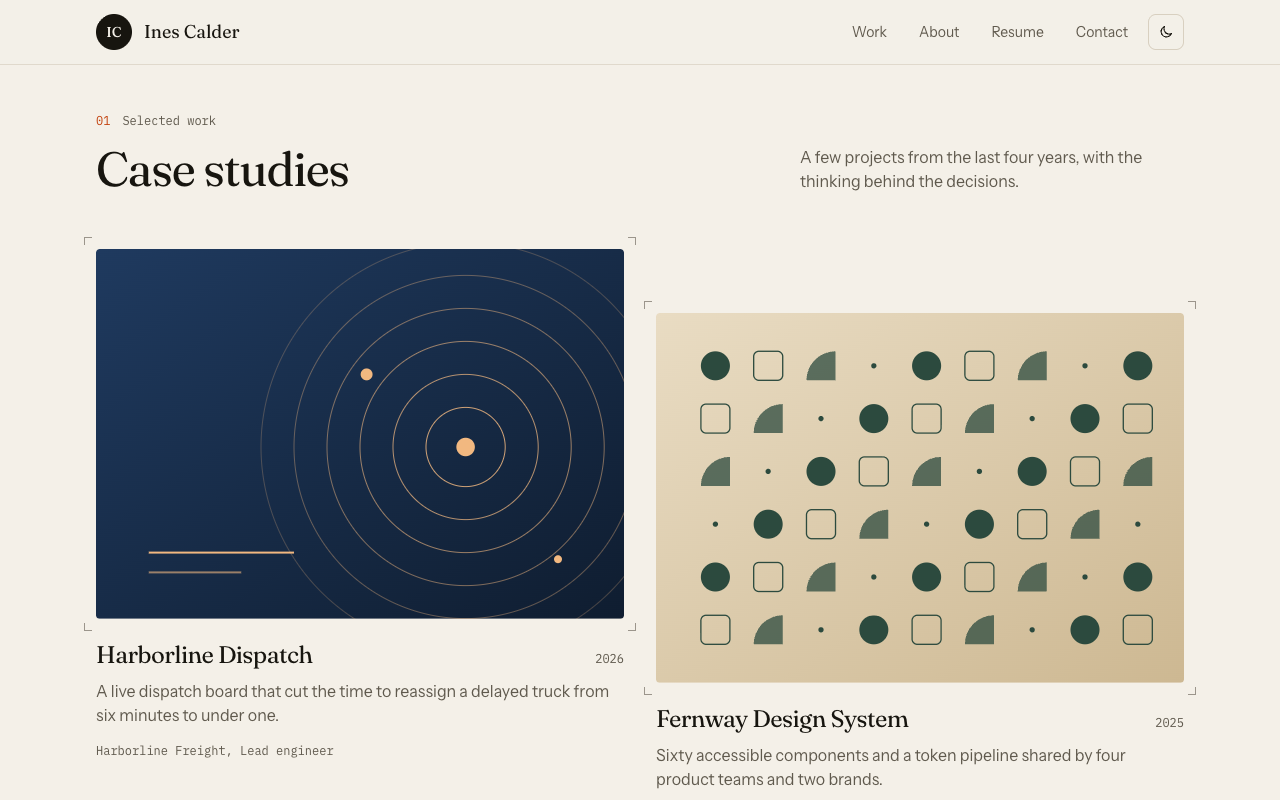 IC
Ines Calder
Work
About
Resume
Contact
01 Selected work
Case studies
A few projects from the last four years, with the
thinking behind the decisions.
Harborline Dispatch
2026
A live dispatch board that cut the time to reassign a delayed truck from
six minutes to under one.
Harborline Freight, Lead engineer
Fernway Design System
2025
Sixty accessible components and a token pipeline shared by four
product teams and two brands.